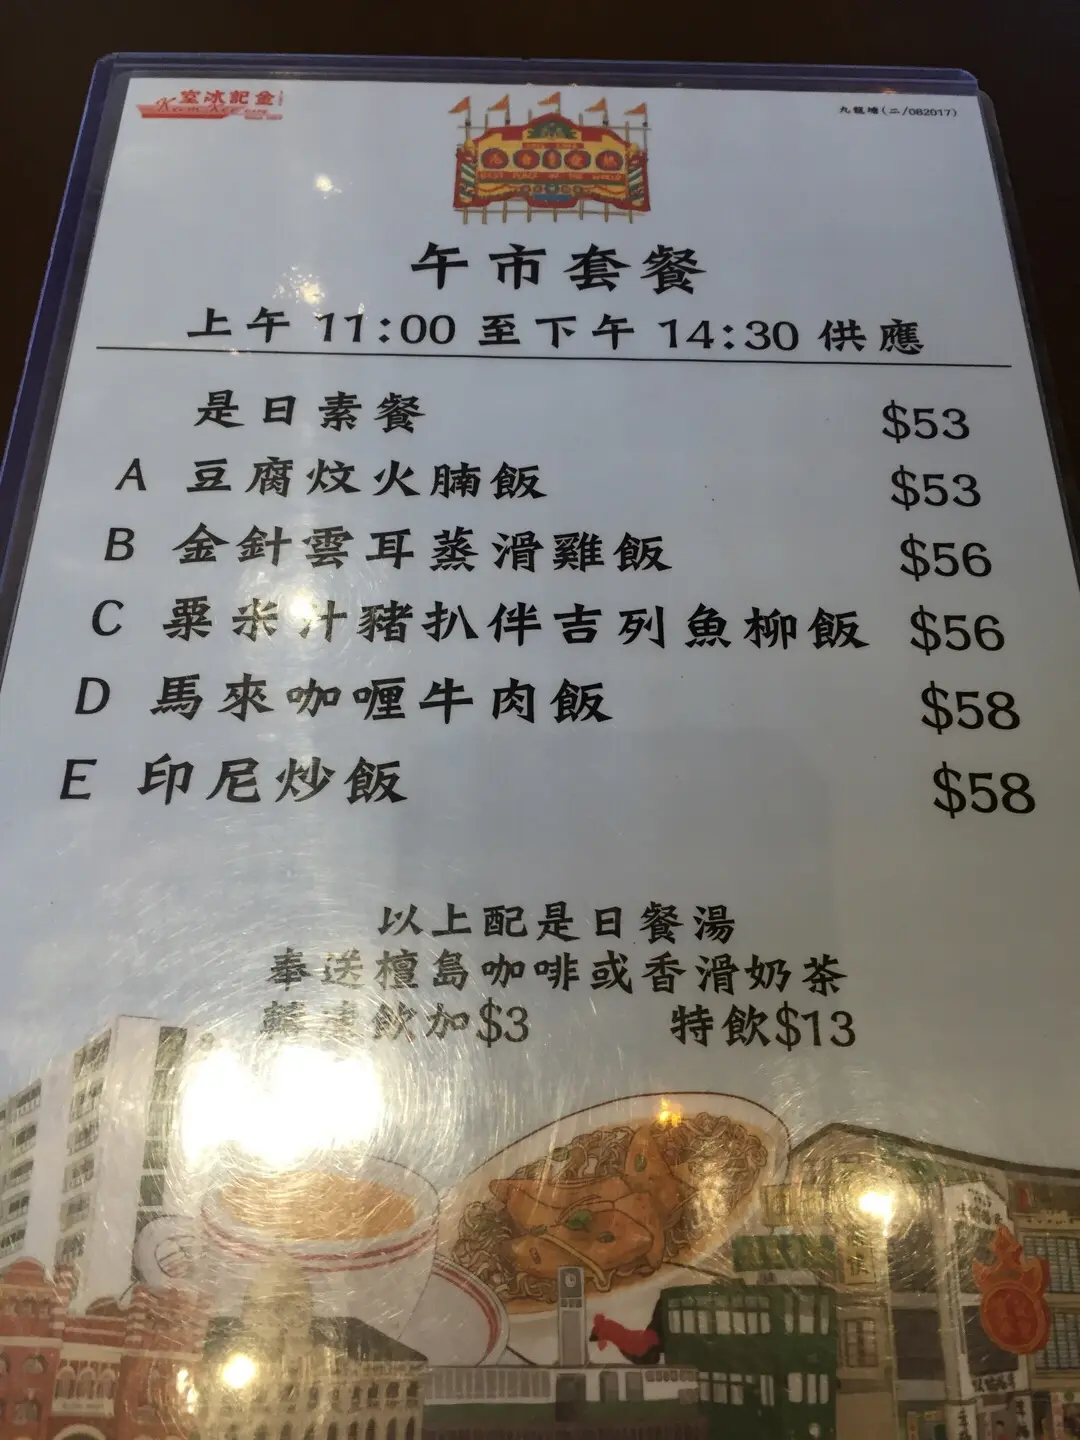 金記冰室
九龍塘(二/082017)
午市套餐
上午 11:00 至下午 14:30 供應
是日素餐 $53
A 豆腐炆火腩飯 $53
B 金針雲耳蒸滑雞飯 $56
C 粟米汁豬扒伴吉列魚柳飯 $56
D 馬來咖喱牛肉飯 $58
E 印尼炒飯 $58
以上配是日餐湯
奉送檀島咖啡或香滑奶茶
飲加$3 特飲$13